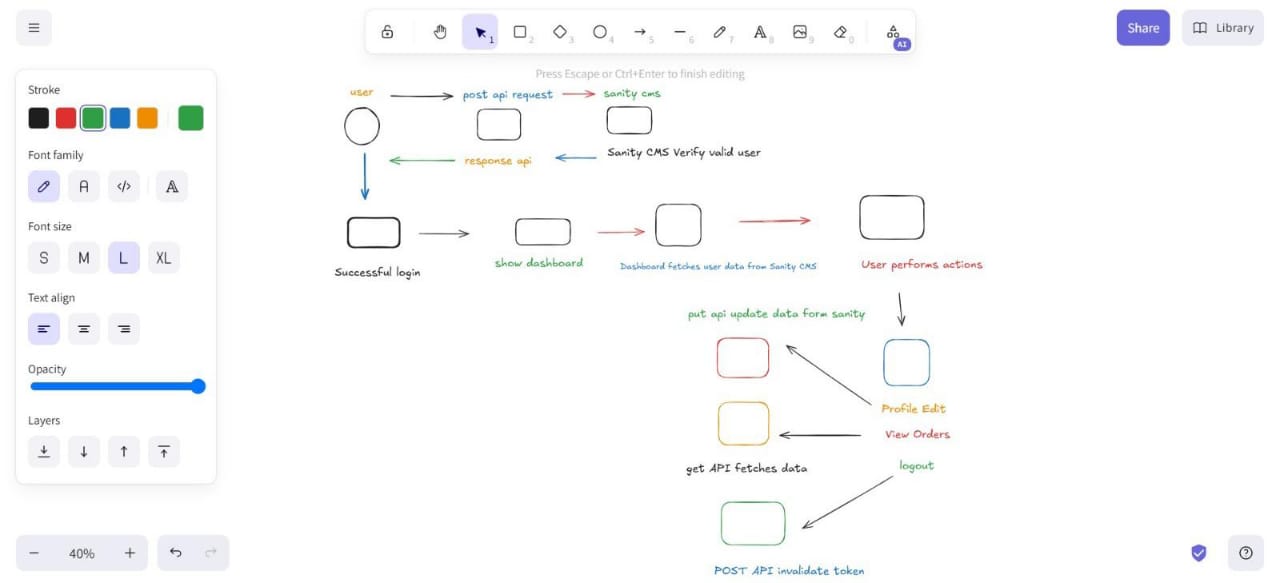 Share
Library
Press Escape or Ctrl+Enter to finish editing
1
2
3
4
5
6
7
8
9
0
AI
Stroke
Font family
Font size
S M L XL
Text align
Opacity
Layers
40%
user
post api request
sanity cms
Sanity CMS Verify valid user
response api
Successful login
show dashboard
Dashboard fetches user data from Sanity CMS
User performs actions
put api update data form sanity
Profile Edit
View Orders
get API fetches data
logout
POST API invalidate token